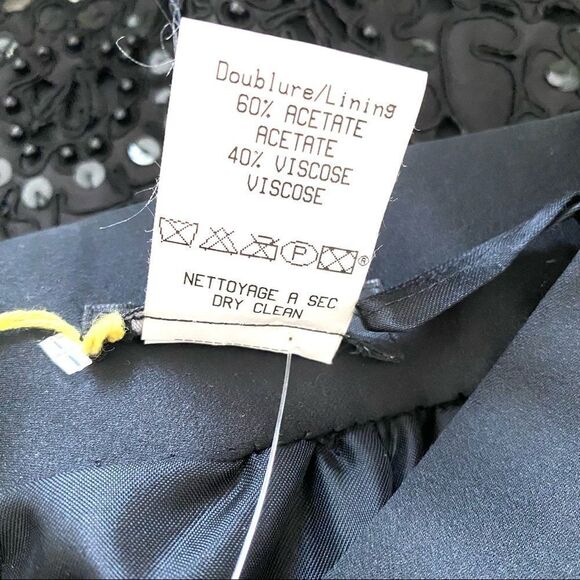 Doublure/Lining
60% ACETATE
ACETATE
40% VISCOSE
VISCOSE
P
®
NETTOYAGE A SEC
DRY CLEAN